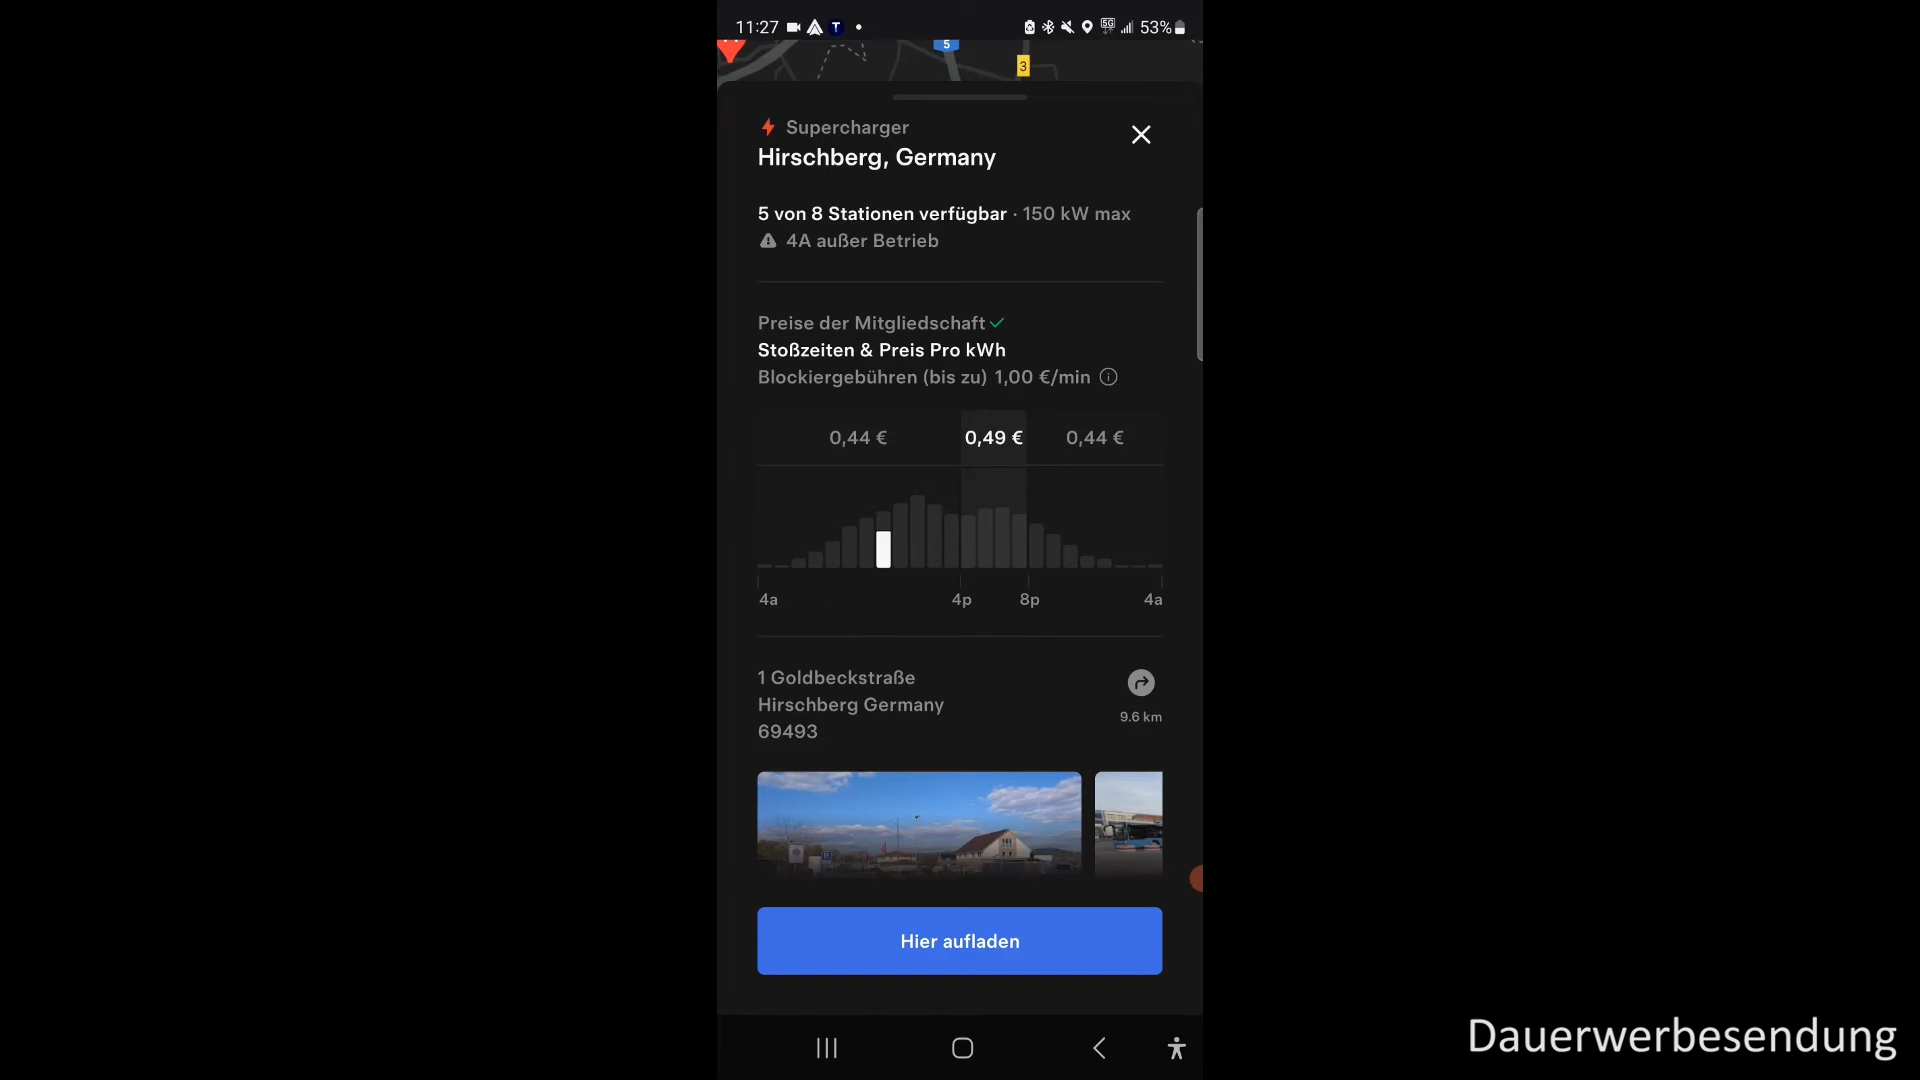 11:27
T
5G
53%
5
3
Supercharger
Hirschberg, Germany
5 von 8 Stationen verfügbar · 150 kW max
4A außer Betrieb
Preise der Mitgliedschaft
Stoßzeiten & Preis Pro kWh
Blockiergebühren (bis zu) 1,00 €/min
0,44 € 0,49 € 0,44 €
4a 4p 8p 4a
1 Goldbeckstraße
Hirschberg Germany
69493
9.6 km
Hier aufladen
Dauerwerbesendung